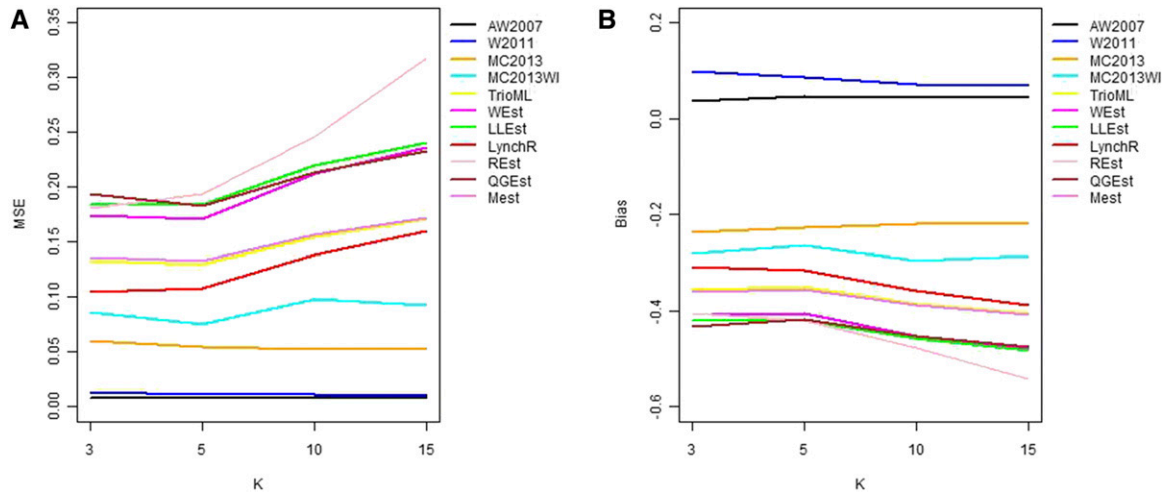 A
MSE
0.35
0.30
0.25
0.20
0.15
0.10
0.05
0.00
3 5 10 15
K
AW2007
W2011
MC2013
MC2013WI
TrioML
WEst
LLEst
LynchR
REst
QGEst
Mest
B
Bias
0.2
0.0
-0.2
-0.4
-0.6
3 5 10 15
K
AW2007
W2011
MC2013
MC2013WI
TrioML
WEst
LLEst
LynchR
REst
QGEst
Mest